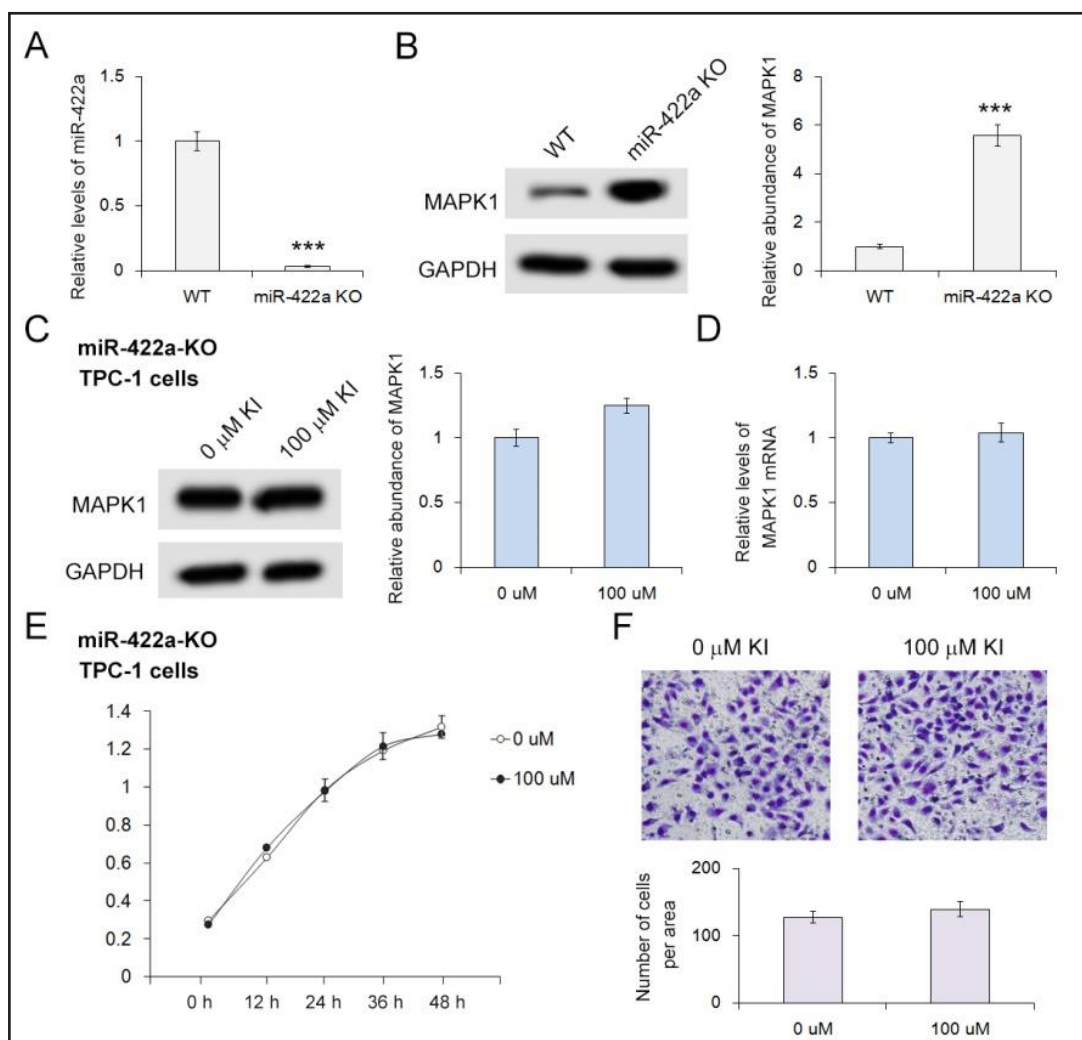 A
Relative levels of miR-422a
1.5
1
0.5
0
***
WT
miR-422a KO
B
WT
miR-422a KO
MAPK1
GAPDH
Relative abundance of MAPK1
8
6
4
2
0
***
WT
miR-422a KO
C
miR-422a-KO
TPC-1 cells
0 μM KI
100 μM KI
MAPK1
GAPDH
Relative abundance of MAPK1
1.5
1
0.5
0
0 uM
100 uM
D
Relative levels of
MAPK1 mRNA
1.5
1
0.5
0
0 uM
100 uM
E
miR-422a-KO
TPC-1 cells
1.4
1.2
1
0.8
0.6
0.4
0.2
0
0 h
12 h
24 h
36 h
48 h
0 uM
100 uM
F
0 μM KI
100 μM KI
Number of cells
per area
200
100
0
0 uM
100 uM